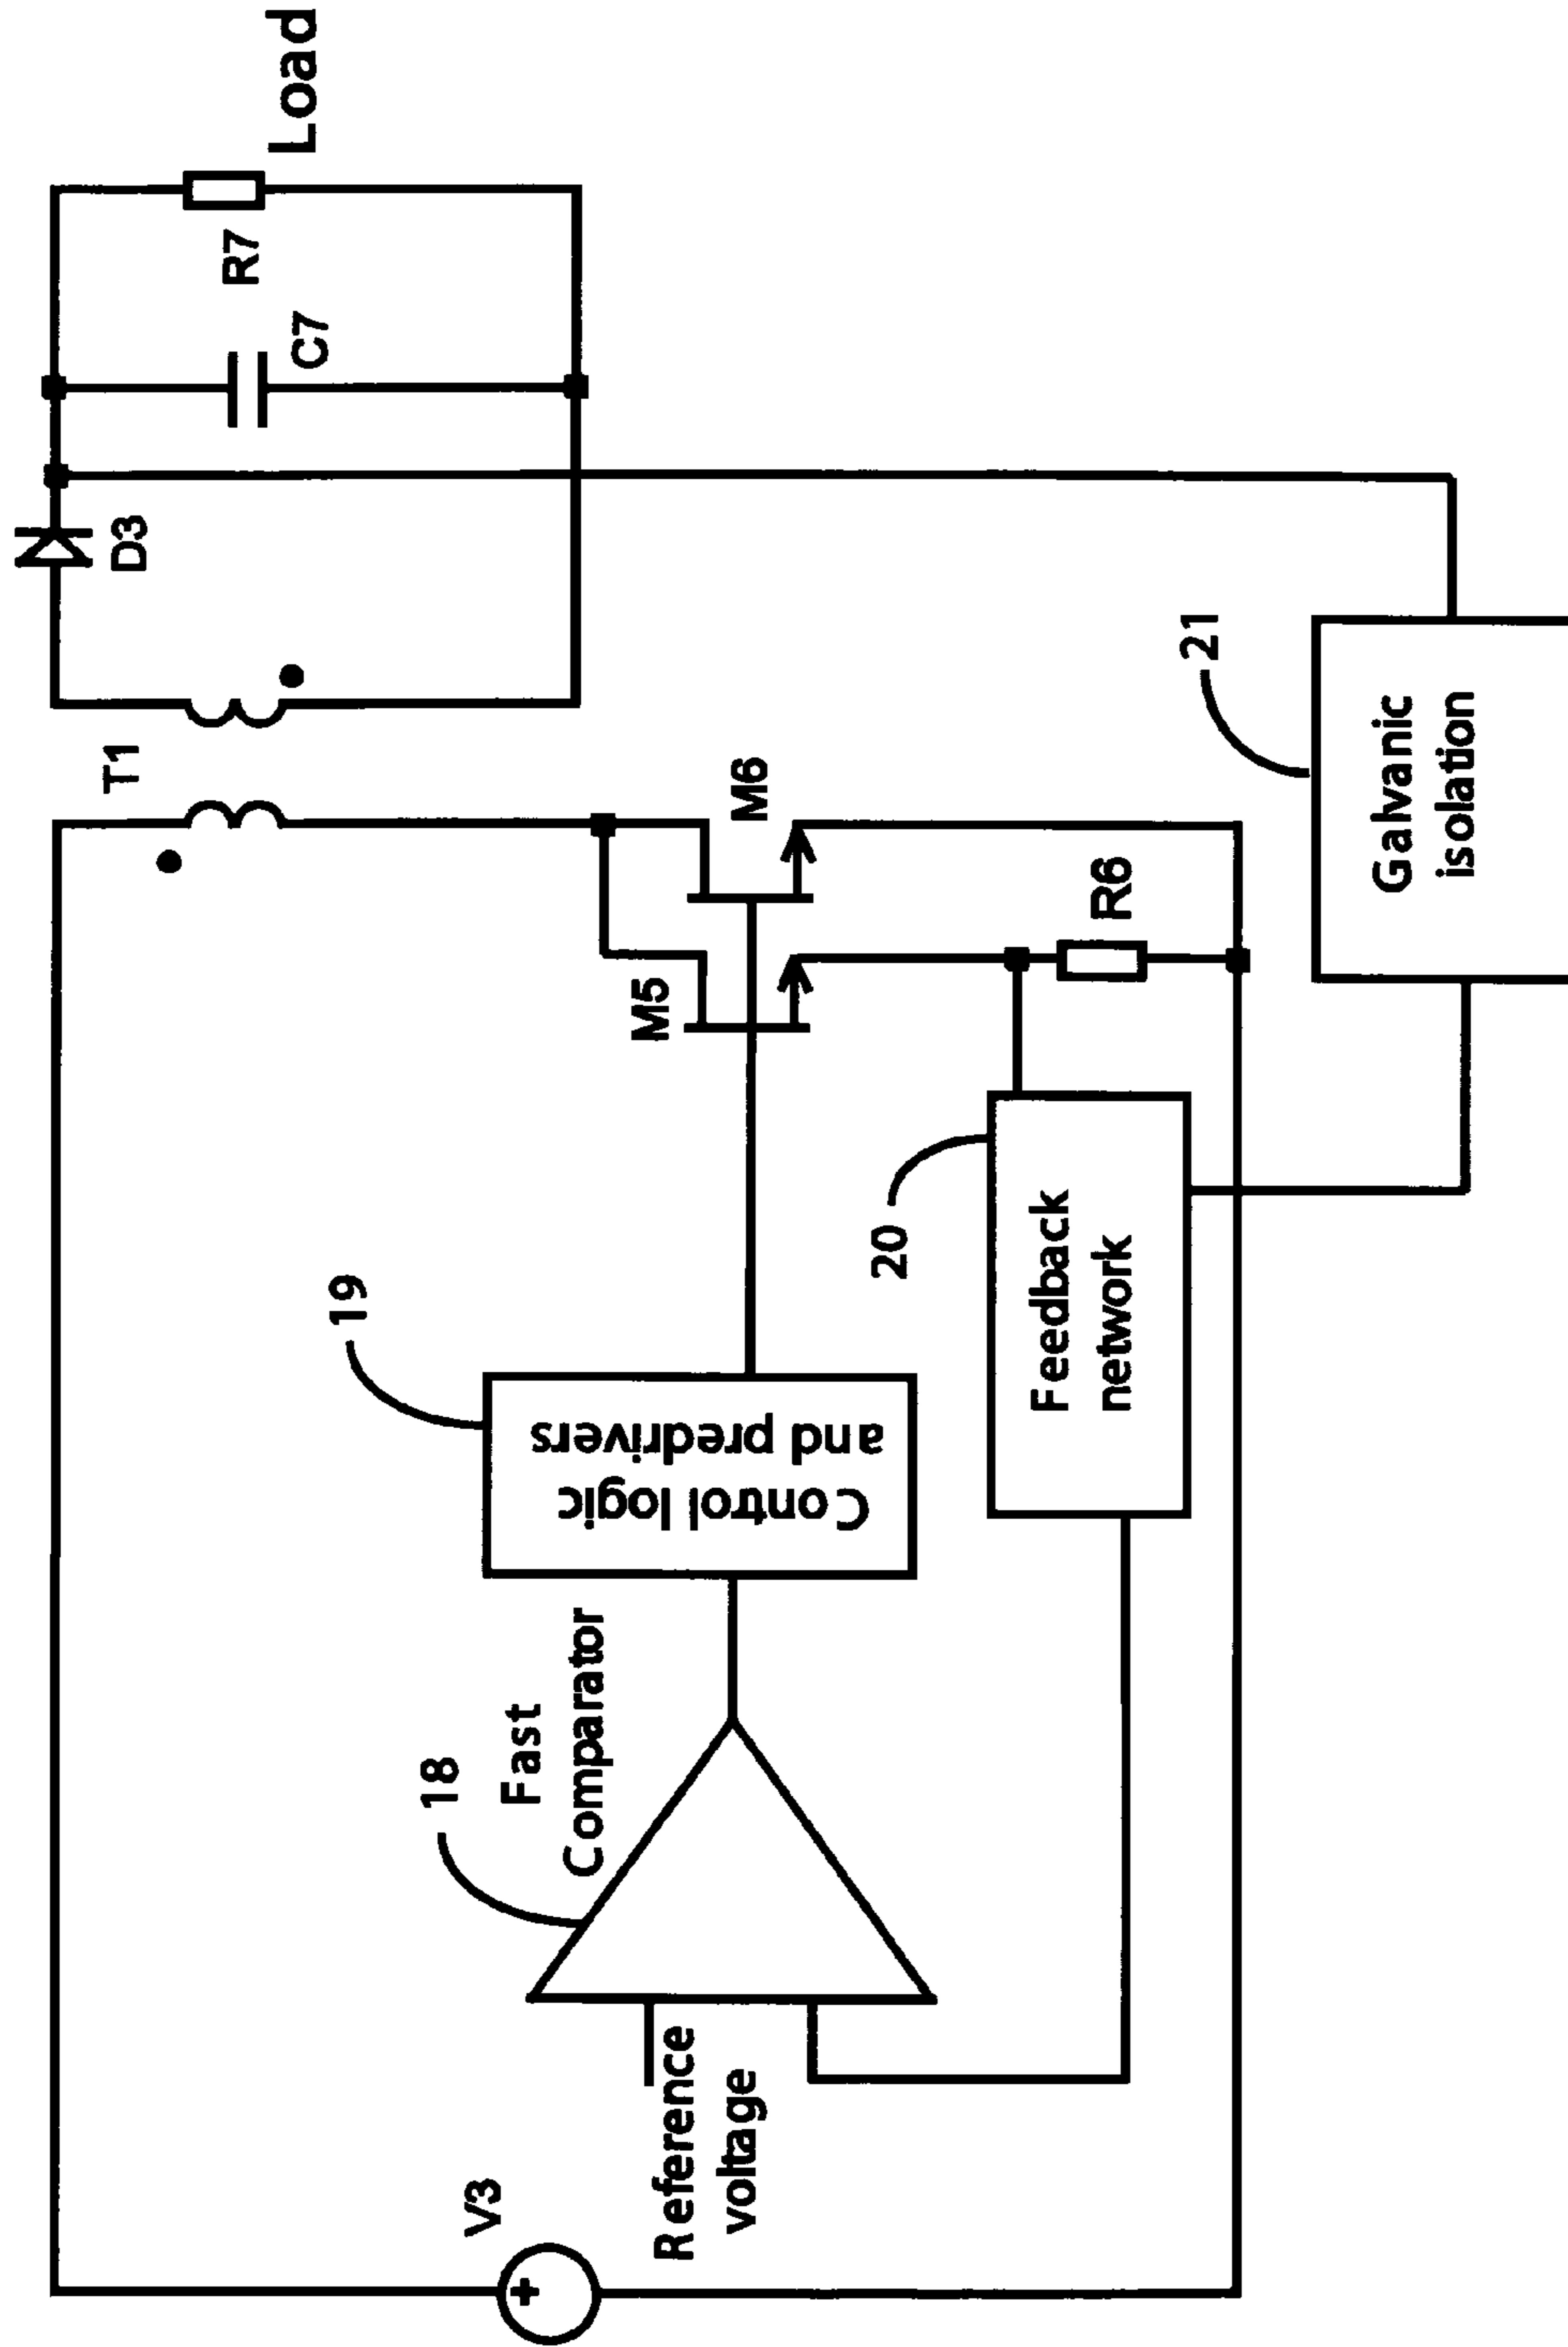 V3
Reference
voltage
18
Fast
Comparator
19
Control logic
and predrivers
20
Feedback
network
M5
M6
R6
T1
21
Galvanic
isolation
D3
C7
R7
Load